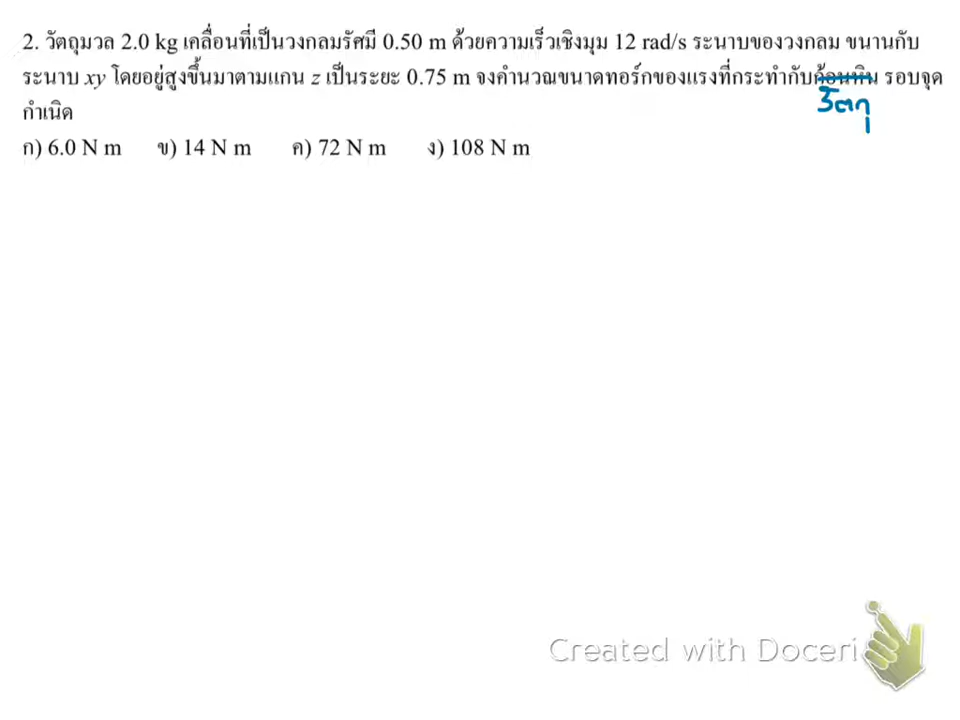 2. วัตถุมวล 2.0 kg เคลื่อนที่เป็นวงกลมรัศมี 0.50 m ด้วยความเร็วเชิงมุม 12 rad/s ระนาบของวงกลม ขนานกับ
ระนาบ xy โดยอยู่สูงขึ้นมาตามแกน z เป็นระยะ 0.75 m จงคำนวณขนาดทอร์กของแรงที่กระทำกับก้อนหิน รอบจุด
วัตถุ
กำเนิด
ก) 6.0 N m ข) 14 N m ค) 72 N m ง) 108 N m
Created with Doceri